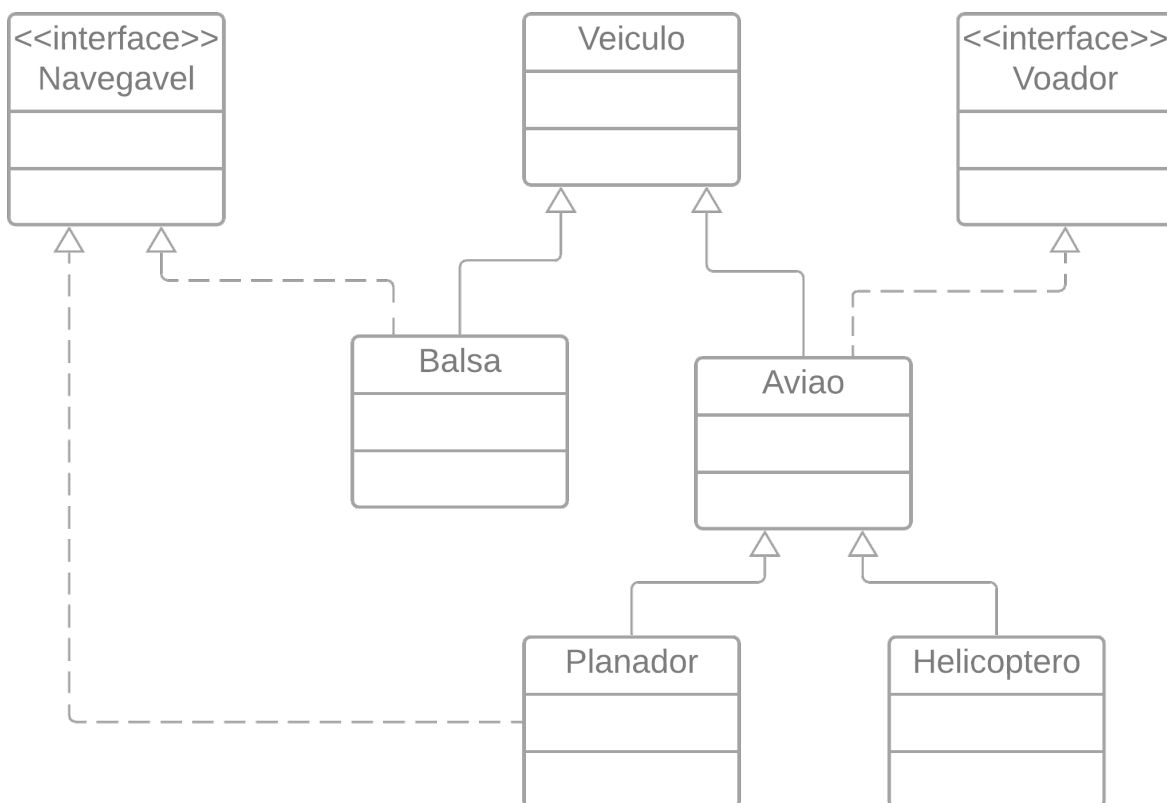 <<interface>>
Navegavel
Veiculo
<<interface>>
Voador
Balsa
Aviao
Planador
Helicoptero